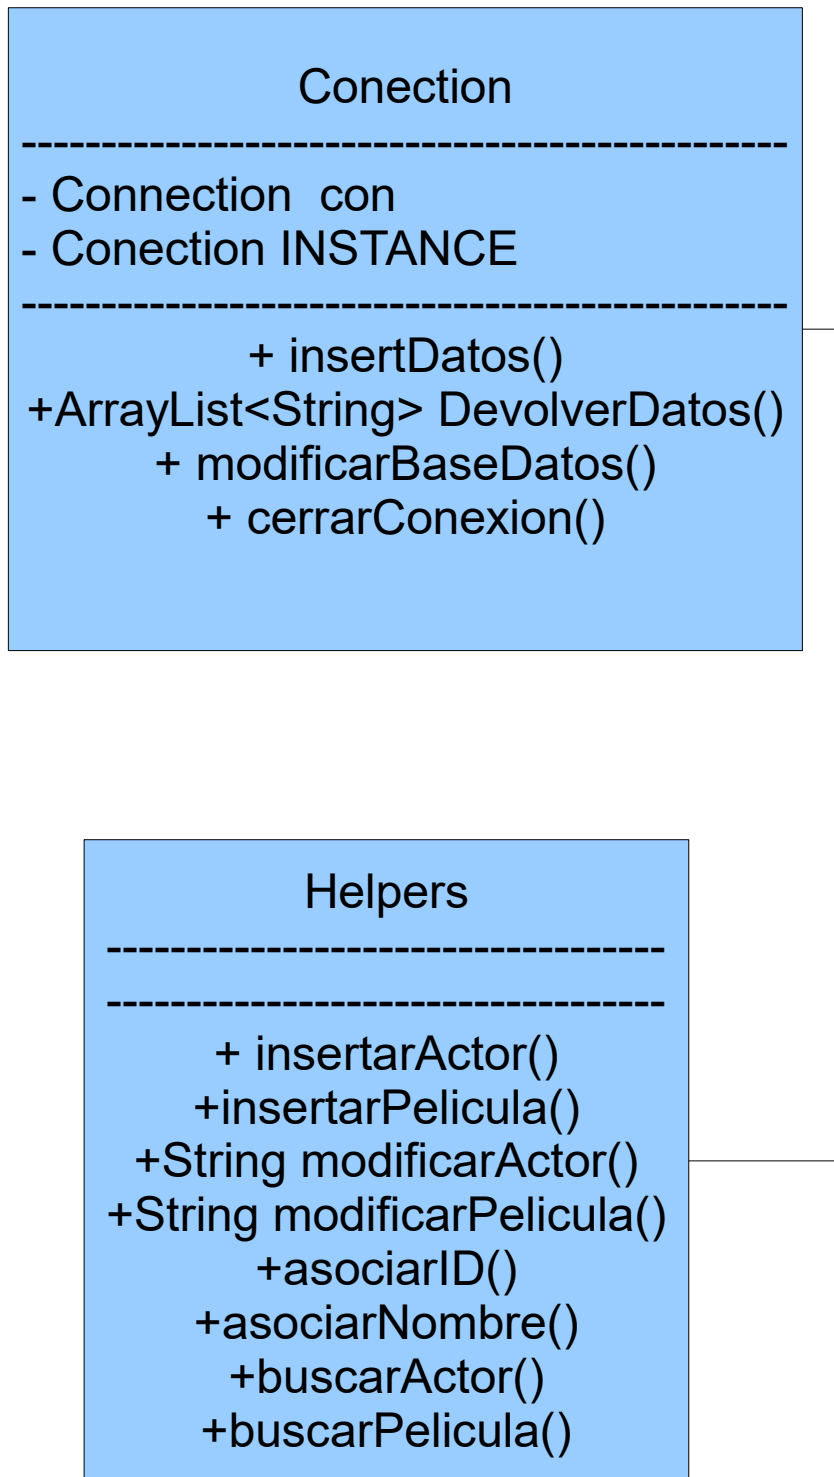 Conection
------------------------------------------------
- Connection  con
- Conection INSTANCE
------------------------------------------------
+ insertDatos()
+ArrayList<String> DevolverDatos()
+ modificarBaseDatos()
+ cerrarConexion()
Helpers
-----------------------------------
-----------------------------------
+ insertarActor()
+insertarPelicula()
+String modificarActor()
+String modificarPelicula()
+asociarID()
+asociarNombre()
+buscarActor()
+buscarPelicula()